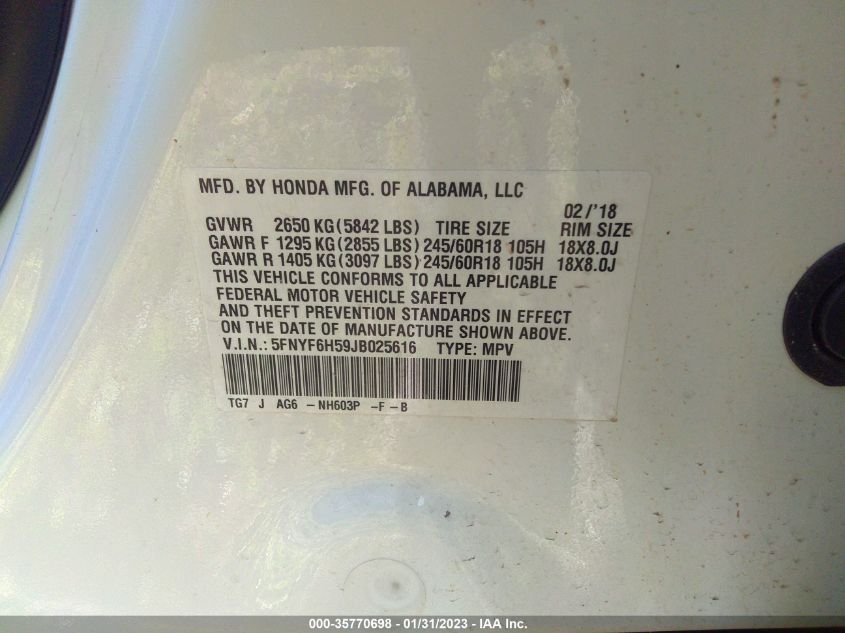 MFD. BY HONDA MFG. OF ALABAMA, LLC
02/'18
GVWR 2650 KG(5842 LBS) TIRE SIZE RIM SIZE
GAWR F 1295 KG(2855 LBS) 245/60R18 105H 18X8.0J
GAWR R 1405 KG(3097 LBS) 245/60R18 105H 18X8.0J
THIS VEHICLE CONFORMS TO ALL APPLICABLE
FEDERAL MOTOR VEHICLE SAFETY
AND THEFT PREVENTION STANDARDS IN EFFECT
ON THE DATE OF MANUFACTURE SHOWN ABOVE.
V.I.N.: 5FNYF6H59JB025616 TYPE: MPV
TG7 J AG6 -NH603P -F-B
000-35770698 - 01/31/2023 - IAA Inc.